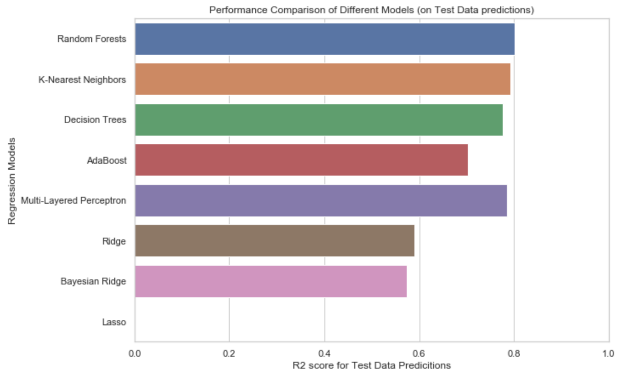 Performance Comparison of Different Models (on Test Data predictions)
Regression Models
Random Forests
K-Nearest Neighbors
Decision Trees
AdaBoost
Multi-Layered Perceptron
Ridge
Bayesian Ridge
Lasso
0.0 0.2 0.4 0.6 0.8 1.0
R2 score for Test Data Predicitions